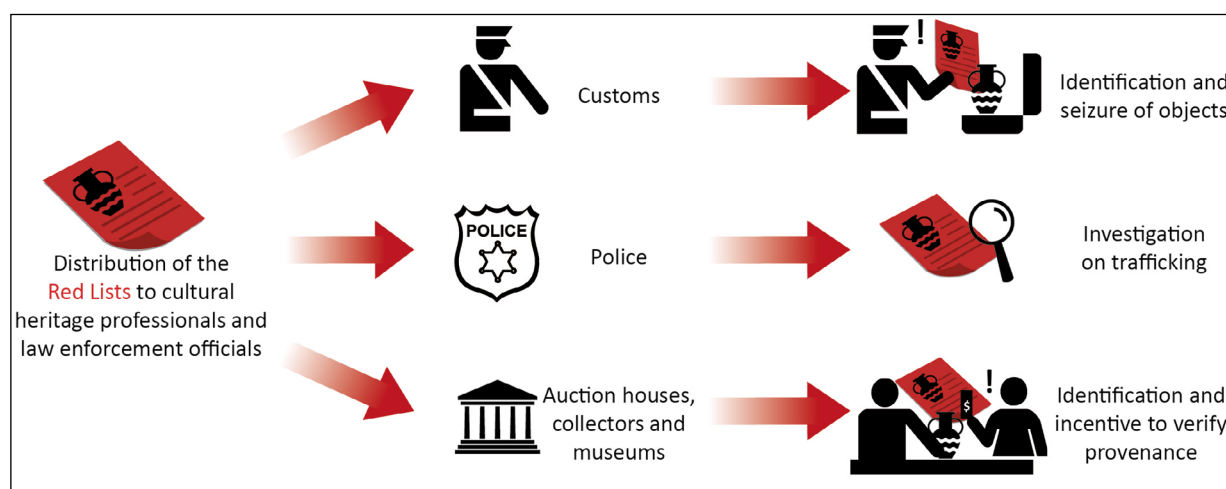 Distribution of the
Red Lists to cultural
heritage professionals and
law enforcement officials
Customs
!
Identification and
seizure of objects
POLICE
Police
Investigation
on trafficking
Auction houses,
collectors and
museums
$
!
Identification and
incentive to verify
provenance